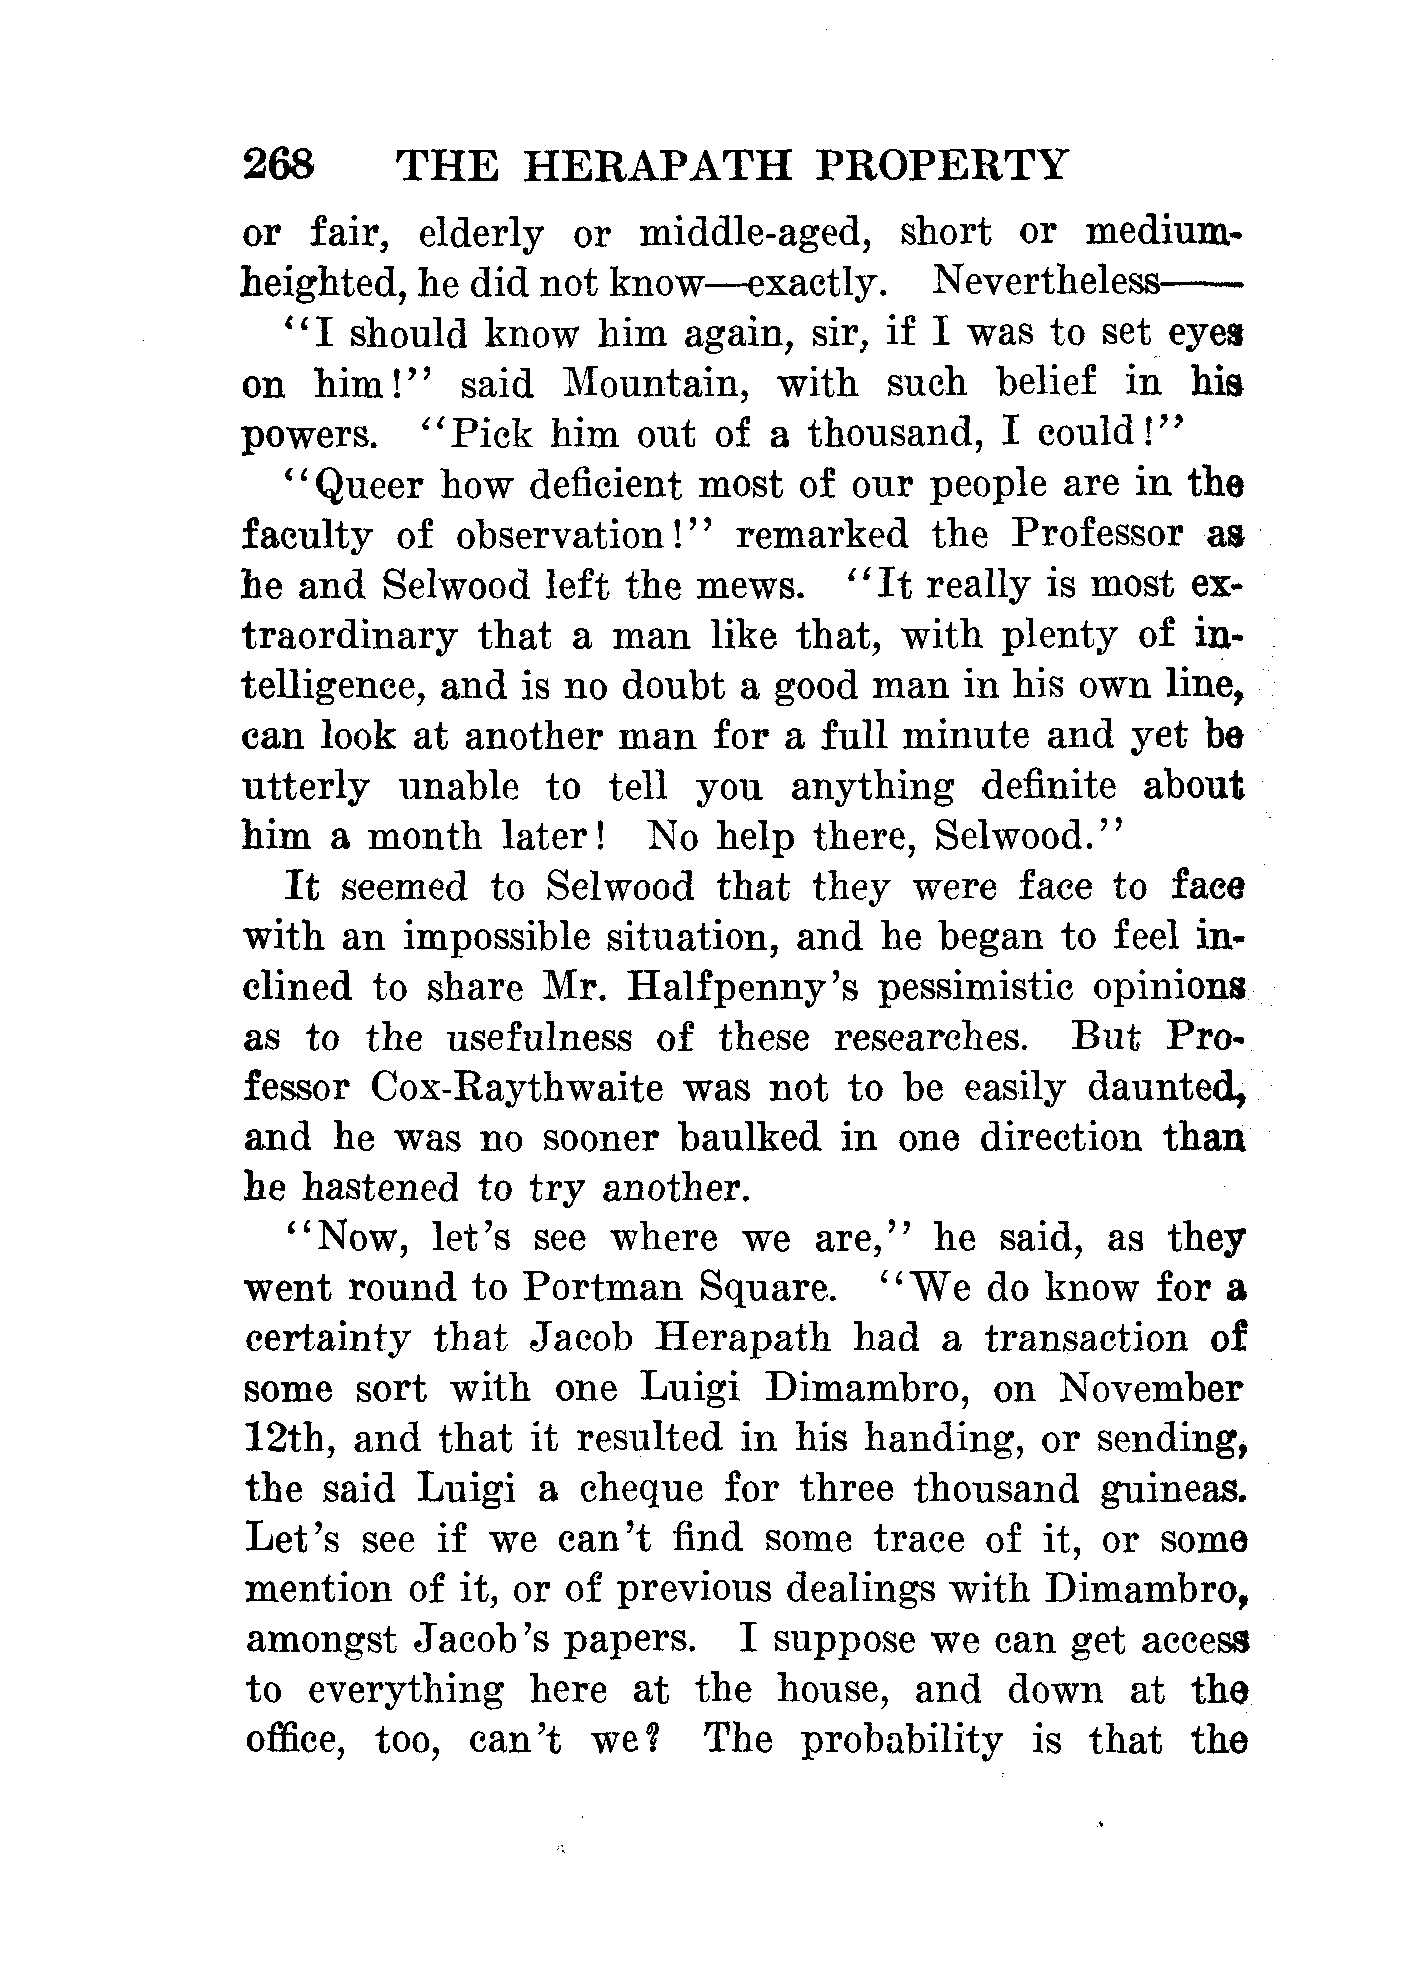 268 THE HERAPATH PROPERTY
or fair, elderly or middle-aged, short or medium-
heighted, he did not know—exactly. Nevertheless——
“I should know him again, sir, if I was to set eyes
on him!” said Mountain, with such belief in his
powers. “Pick him out of a thousand, I could!”
“Queer how deficient most of our people are in the
faculty of observation!” remarked the Professor as
he and Selwood left the mews. “It really is most ex-
traordinary that a man like that, with plenty of in-
telligence, and is no doubt a good man in his own line,
can look at another man for a full minute and yet be
utterly unable to tell you anything definite about
him a month later! No help there, Selwood.”
It seemed to Selwood that they were face to face
with an impossible situation, and he began to feel in-
clined to share Mr. Halfpenny’s pessimistic opinions
as to the usefulness of these researches. But Pro-
fessor Cox-Raythwaite was not to be easily daunted,
and he was no sooner baulked in one direction than
he hastened to try another.
“Now, let’s see where we are,” he said, as they
went round to Portman Square. “We do know for a
certainty that Jacob Herapath had a transaction of
some sort with one Luigi Dimambro, on November
12th, and that it resulted in his handing, or sending,
the said Luigi a cheque for three thousand guineas.
Let’s see if we can’t find some trace of it, or some
mention of it, or of previous dealings with Dimambro,
amongst Jacob’s papers. I suppose we can get access
to everything here at the house, and down at the
office, too, can’t we? The probability is that the